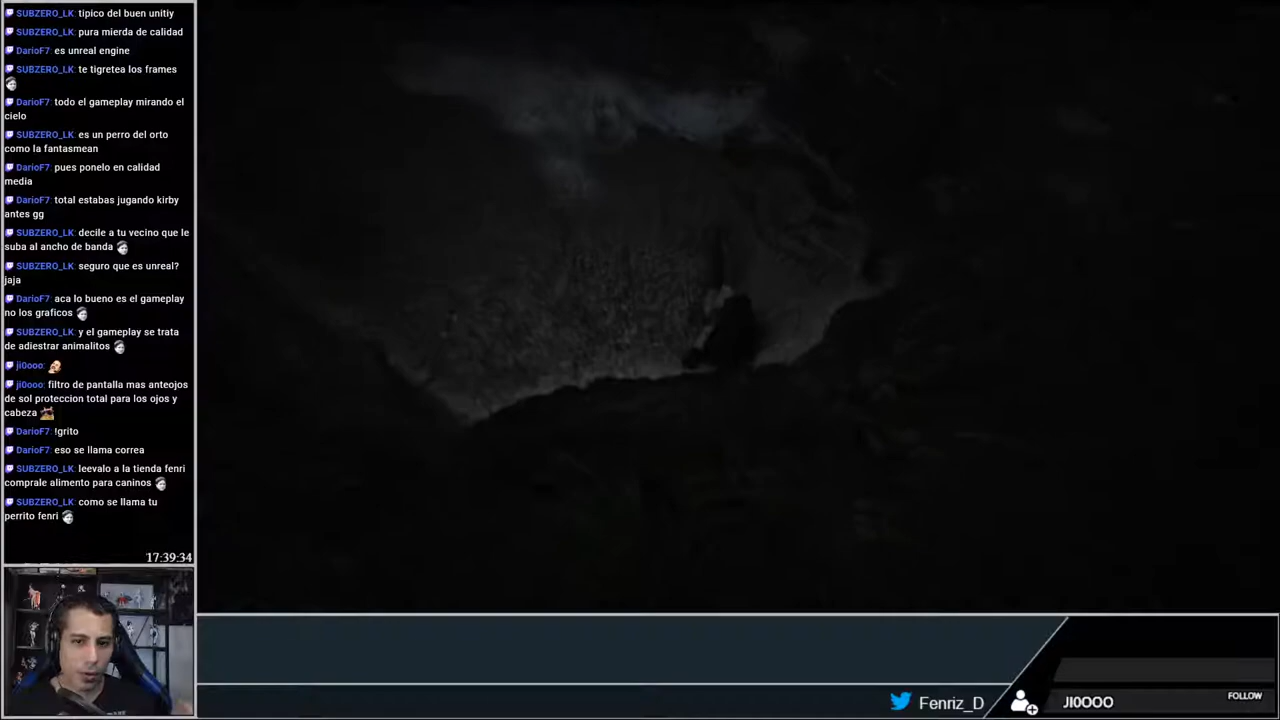 SUBZERO_LK: tipico del buen unitiy
SUBZERO_LK: pura mierda de calidad
DarioF7: es unreal engine
SUBZERO_LK: te tigretea los frames
DarioF7: todo el gameplay mirando el
cielo
SUBZERO_LK: es un perro del orto
como la fantasmean
DarioF7: pues ponelo en calidad
media
DarioF7: total estabas jugando kirby
antes gg
SUBZERO_LK: decile a tu vecino que le
suba al ancho de banda
SUBZERO_LK: seguro que es unreal?
jaja
DarioF7: aca lo bueno es el gameplay
no los graficos
SUBZERO_LK: y el gameplay se trata
de adiestrar animalitos
ji0ooo:
ji0ooo: filtro de pantalla mas anteojos
de sol proteccion total para los ojos y
cabeza
DarioF7: !grito
DarioF7: eso se llama correa
SUBZERO_LK: leevalo a la tienda fenri
comprale alimento para caninos
SUBZERO_LK: como se llama tu
perrito fenri
17:39:34
Fenriz_D
JI0OOO
FOLLOW